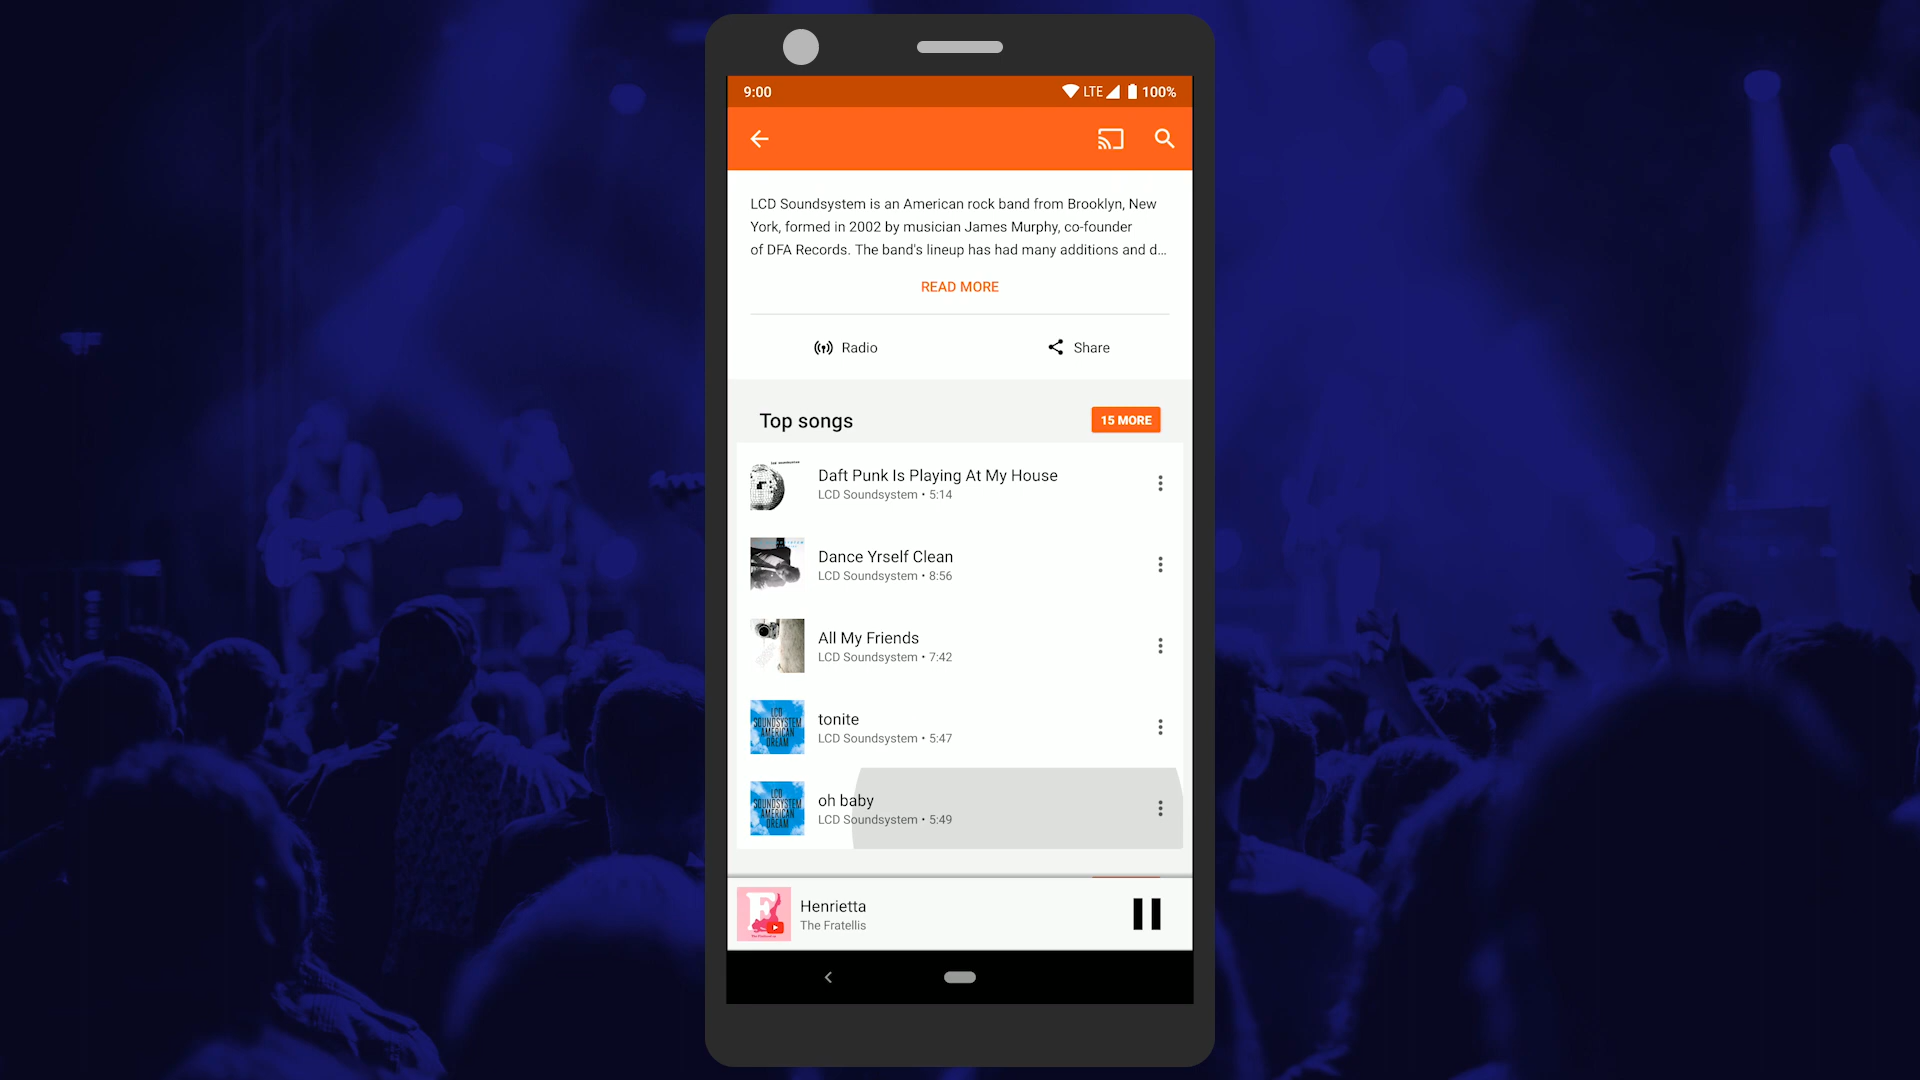 9:00 LTE 100%
LCD Soundsystem is an American rock band from Brooklyn, New
York, formed in 2002 by musician James Murphy, co-founder
of DFA Records. The band's lineup has had many additions and d...
READ MORE
Radio Share
Top songs 15 MORE
Daft Punk Is Playing At My House
LCD Soundsystem • 5:14
Dance Yrself Clean
LCD Soundsystem • 8:56
All My Friends
LCD Soundsystem • 7:42
LCD
SOUNDSYSTEM
AMERICAN
DREAM
tonite
LCD Soundsystem • 5:47
LCD
SOUNDSYSTEM
AMERICAN
DREAM
oh baby
LCD Soundsystem • 5:49
F
Henrietta
The Fratellis